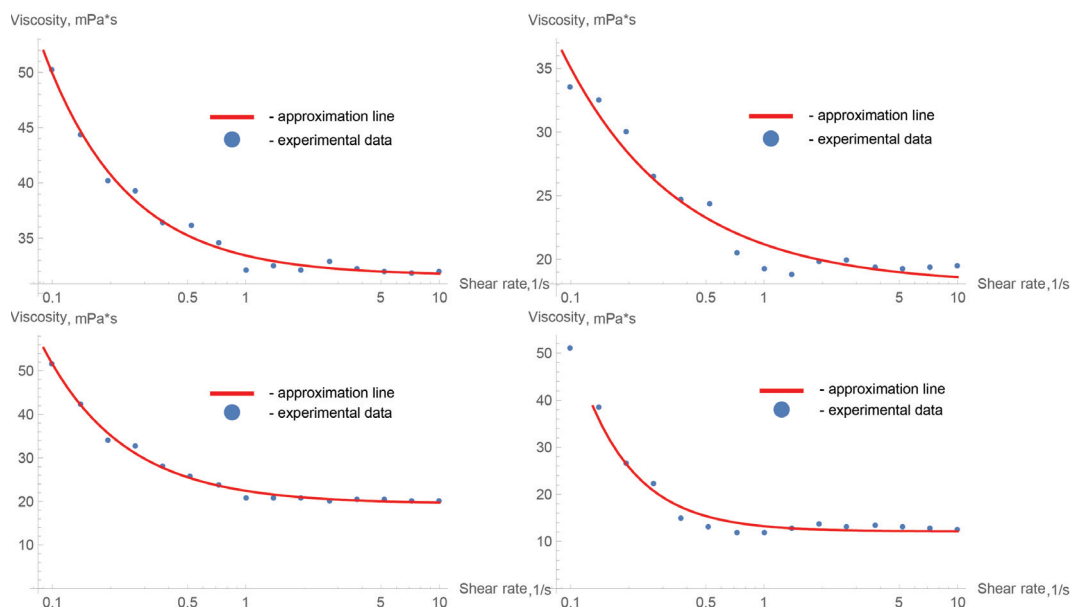 Viscosity, mPa*s
50
45
40
35
- approximation line
- experimental data
0.1 0.5 1 5 10
Shear rate,1/s
Viscosity, mPa*s
35
30
25
20
- approximation line
- experimental data
0.1 0.5 1 5 10
Shear rate,1/s
Viscosity, mPa*s
50
40
30
20
10
- approximation line
- experimental data
0.1 0.5 1 5 10
Shear rate,1/s
Viscosity, mPa*s
50
40
30
20
10
- approximation line
- experimental data
0.1 0.5 1 5 10
Shear rate,1/s